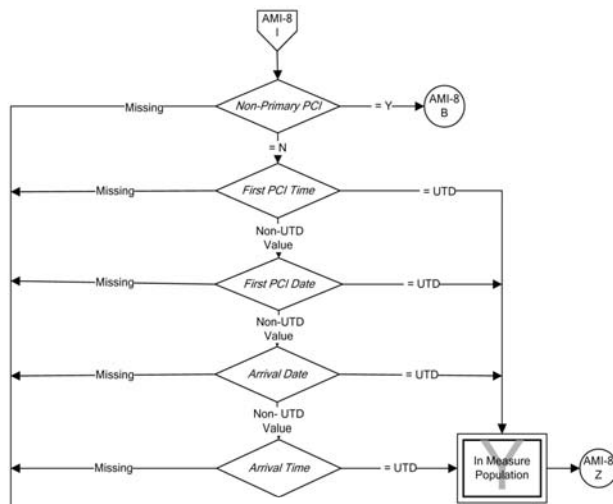 AMI-8
I
Non-Primary PCI
Missing
= Y
AMI-8
B
= N
Missing
First PCI Time
= UTD
Non-UTD
Value
Missing
First PCI Date
= UTD
Non-UTD
Value
Missing
Arrival Date
= UTD
Non- UTD
Value
Missing
Arrival Time
= UTD
Y
In Measure
Population
AMI-8
Z